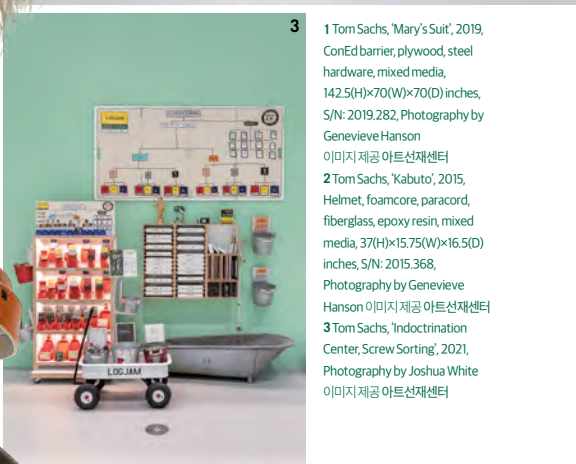 3
LOGJAM
1 Tom Sachs, 'Mary's Suit', 2019,
ConEd barrier, plywood, steel
hardware, mixed media,
142.5(H)×70(W)×70(D) inches,
S/N: 2019.282, Photography by
Genevieve Hanson
이미지 제공 아트선재센터
2 Tom Sachs, 'Kabuto', 2015,
Helmet, foamcore, paracord,
fiberglass, epoxy resin, mixed
media, 37(H)×15.75(W)×16.5(D)
inches, S/N: 2015.368,
Photography by Genevieve
Hanson 이미지 제공 아트선재센터
3 Tom Sachs, 'Indoctrination
Center, Screw Sorting', 2021,
Photography by Joshua White
이미지 제공 아트선재센터